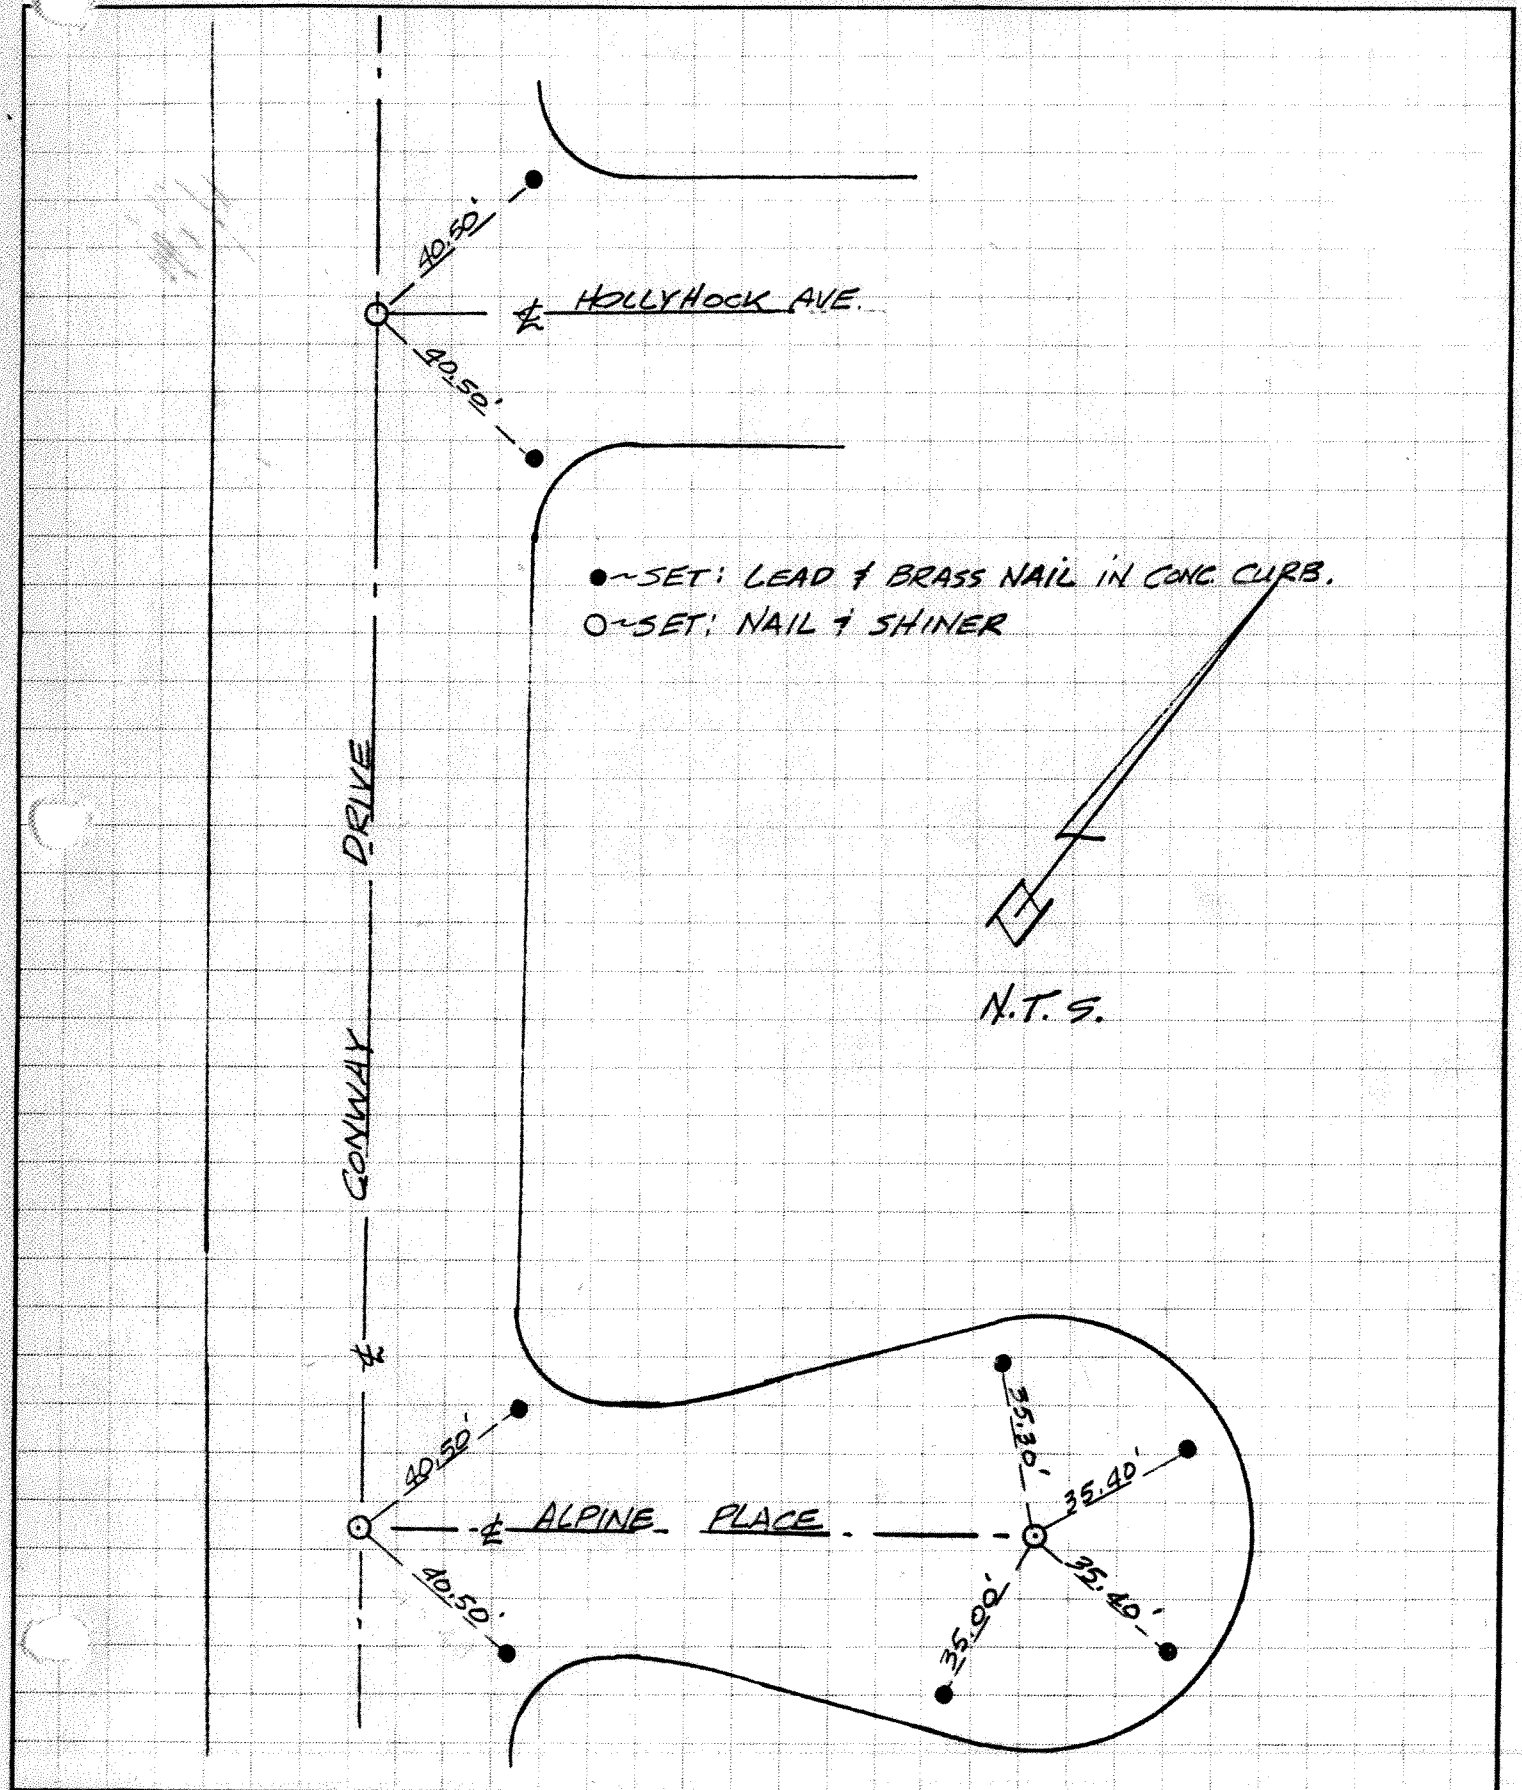 40.50'
℄ HOLLYHOCK AVE.
40.50'
~SET: LEAD & BRASS NAIL IN CONC. CURB.
~SET: NAIL & SHINER
CONWAY DRIVE
N.T.S.
℄
40.50'
℄ ALPINE PLACE
40.50'
35.30'
35.40'
35.40'
35.00'